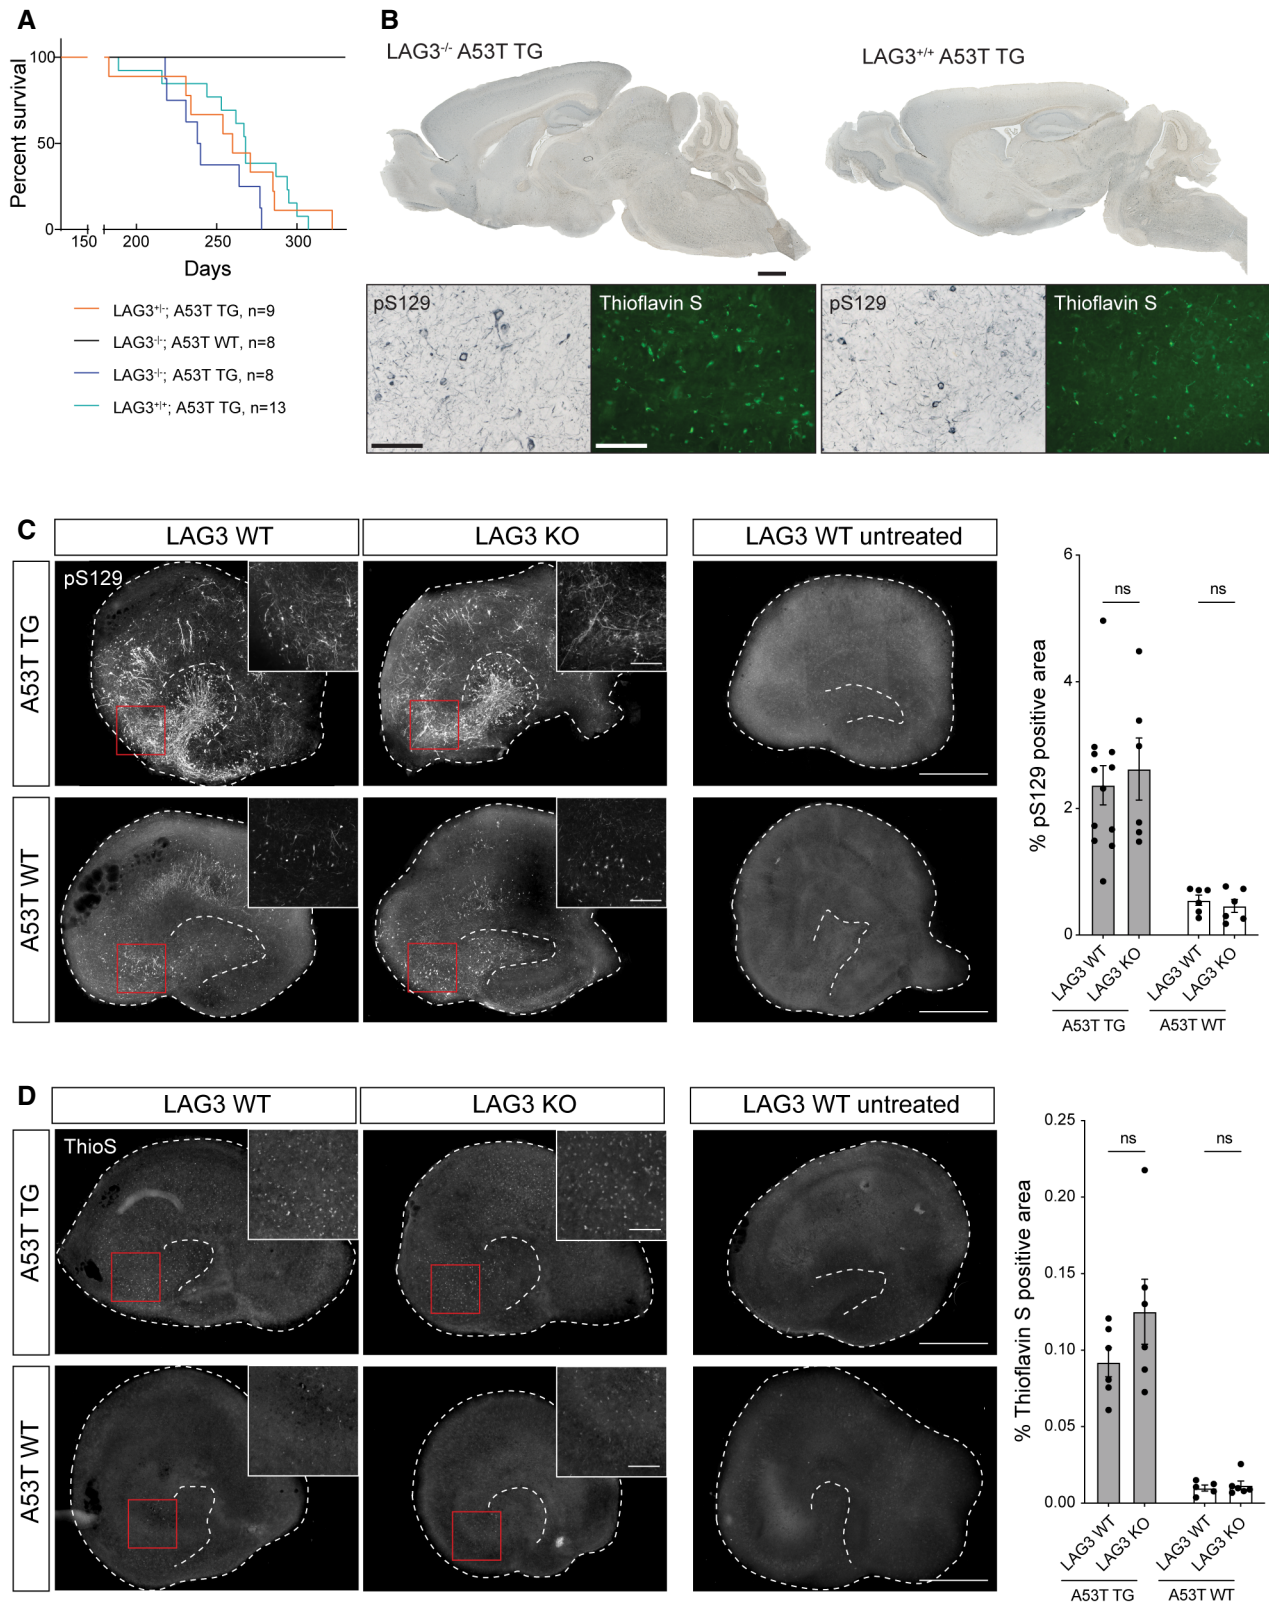 A
Percent survival
100
50
0
150 200 250 300
Days
LAG3+/-; A53T TG, n=9
LAG3-/-; A53T WT, n=8
LAG3-/-; A53T TG, n=8
LAG3+/+; A53T TG, n=13
B
LAG3-/- A53T TG
LAG3+/+ A53T TG
pS129
Thioflavin S
pS129
Thioflavin S
C
LAG3 WT
LAG3 KO
LAG3 WT untreated
A53T TG
pS129
A53T WT
% pS129 positive area
6
4
2
0
ns
ns
LAG3 WT
LAG3 KO
LAG3 WT
LAG3 KO
A53T TG
A53T WT
D
LAG3 WT
LAG3 KO
LAG3 WT untreated
A53T TG
ThioS
A53T WT
% Thioflavin S positive area
0.25
0.20
0.15
0.10
0.05
0.00
ns
ns
LAG3 WT
LAG3 KO
LAG3 WT
LAG3 KO
A53T TG
A53T WT